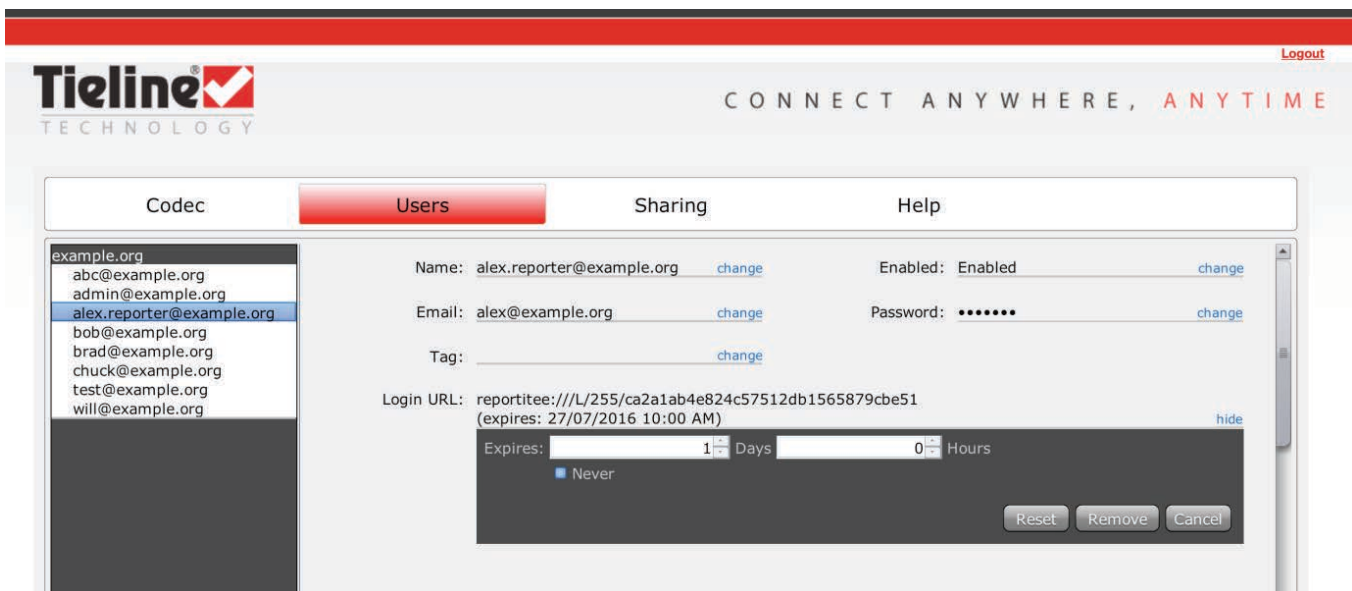 Logout
Tieline®
TECHNOLOGY
CONNECT ANYWHERE, ANYTIME
Codec Users Sharing Help
example.org
abc@example.org
admin@example.org
alex.reporter@example.org
bob@example.org
brad@example.org
chuck@example.org
test@example.org
will@example.org
Name: alex.reporter@example.org change Enabled: Enabled change
Email: alex@example.org change Password: ••••••• change
Tag: change
Login URL: reportitee:///L/255/ca2a1ab4e824c57512db1565879cbe51
(expires: 27/07/2016 10:00 AM) hide
Expires: 1 Days 0 Hours
Never
Reset Remove Cancel